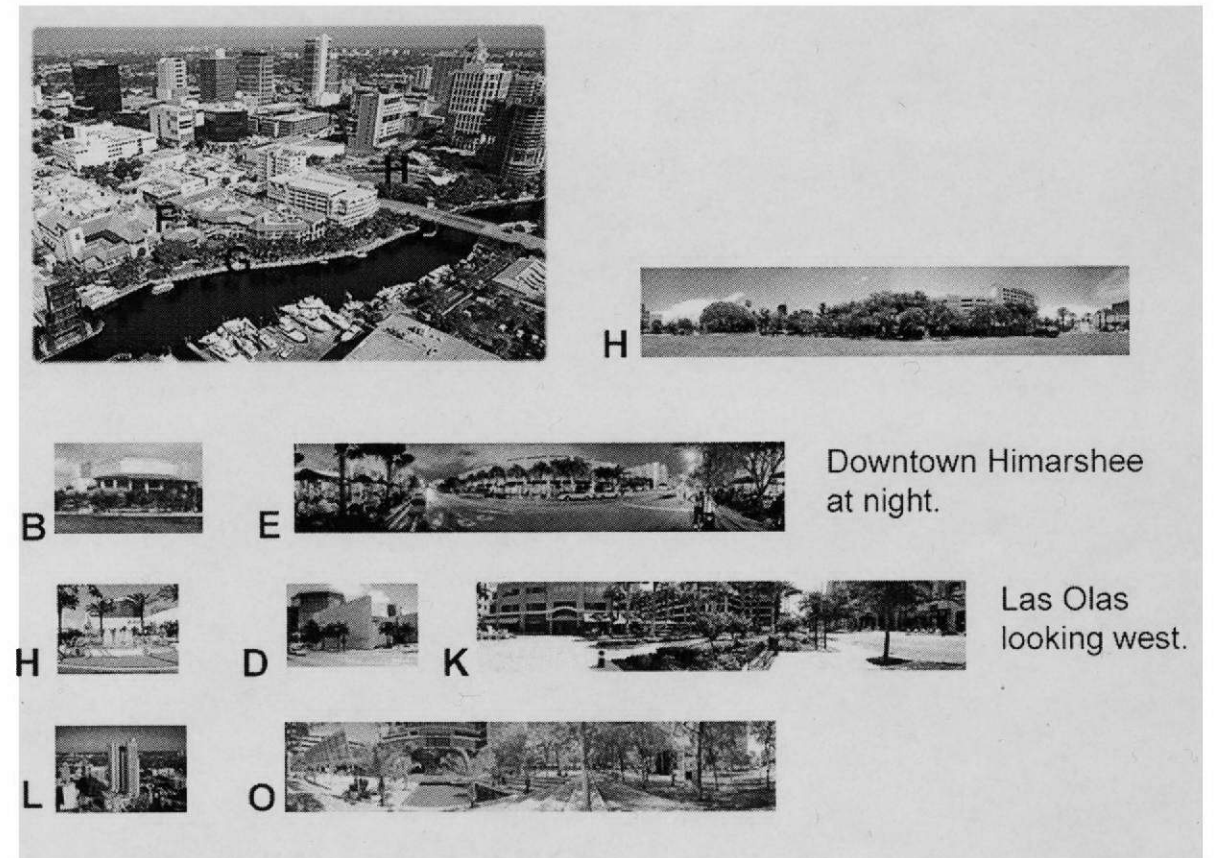 H
F
G
H
B
E
Downtown Himarshee
at night.
H
D
K
Las Olas
looking west.
L
O